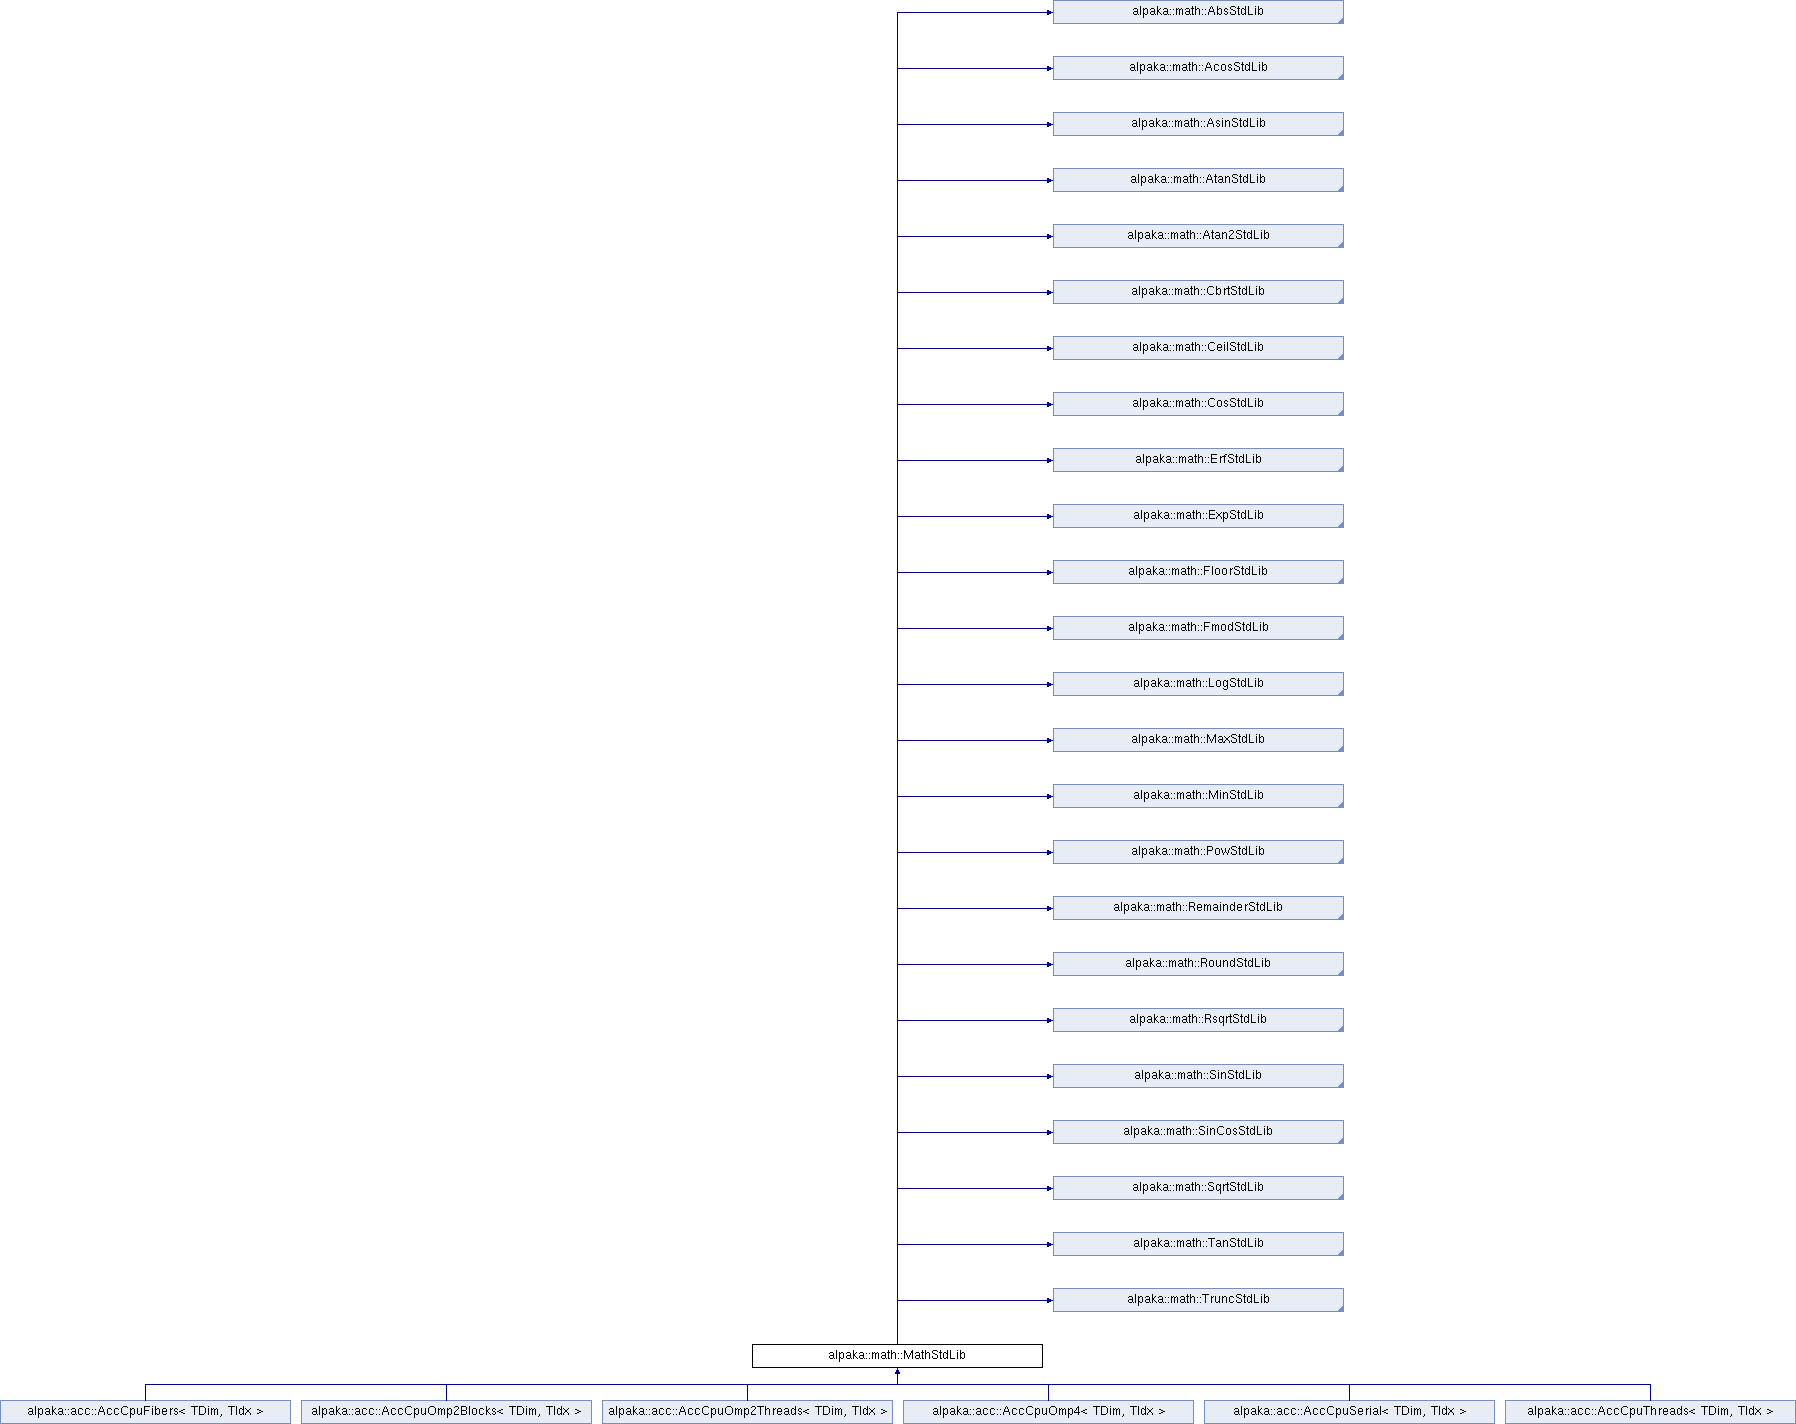 alpaka::math::AbsStdLib
alpaka::math::AcosStdLib
alpaka::math::AsinStdLib
alpaka::math::AtanStdLib
alpaka::math::Atan2StdLib
alpaka::math::CbrtStdLib
alpaka::math::CeilStdLib
alpaka::math::CosStdLib
alpaka::math::ErfStdLib
alpaka::math::ExpStdLib
alpaka::math::FloorStdLib
alpaka::math::FmodStdLib
alpaka::math::LogStdLib
alpaka::math::MaxStdLib
alpaka::math::MinStdLib
alpaka::math::PowStdLib
alpaka::math::RemainderStdLib
alpaka::math::RoundStdLib
alpaka::math::RsqrtStdLib
alpaka::math::SinStdLib
alpaka::math::SinCosStdLib
alpaka::math::SqrtStdLib
alpaka::math::TanStdLib
alpaka::math::TruncStdLib
alpaka::math::MathStdLib
alpaka::acc::AccCpuFibers< TDim, TIdx >
alpaka::acc::AccCpuOmp2Blocks< TDim, TIdx >
alpaka::acc::AccCpuOmp2Threads< TDim, TIdx >
alpaka::acc::AccCpuOmp4< TDim, TIdx >
alpaka::acc::AccCpuSerial< TDim, TIdx >
alpaka::acc::AccCpuThreads< TDim, TIdx >